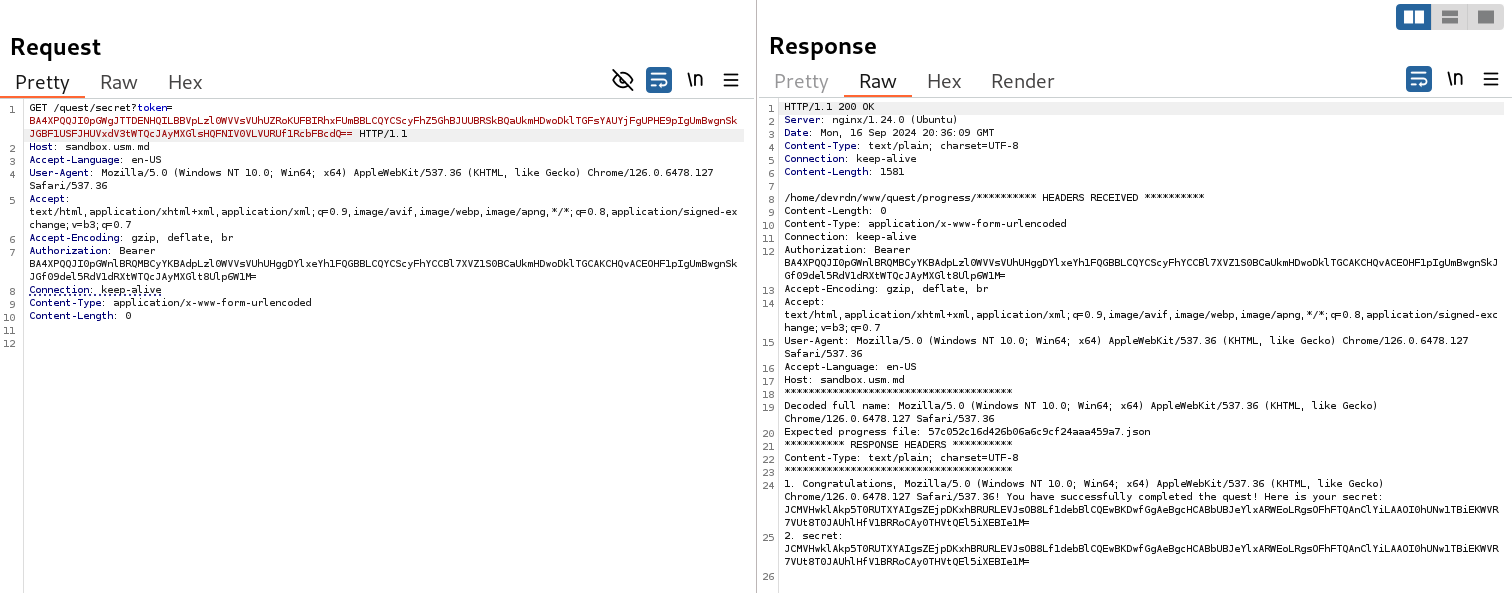 Request
Pretty Raw Hex
\n
1 GET /quest/secret?token=
BA4XPQQJI0pGWgJTTDENHQILBBVpLzl0WVVsVUhUZRoKUFBIRhxFUmBBLCQYCScyFhZ5GhBJUUBRSkBQaUkmHDwoDklTGFsYAUYjFgUPHE9pIgUmBwgnSk
JGBF1USFJHUVxdV3tWTQcJAyMXGlsHQFNIV0VLVURUf1RcbFBcdQ== HTTP/1.1
2 Host: sandbox.usm.md
3 Accept-Language: en-US
4 User-Agent: Mozilla/5.0 (Windows NT 10.0; Win64; x64) AppleWebKit/537.36 (KHTML, like Gecko) Chrome/126.0.6478.127
Safari/537.36
5 Accept:
text/html,application/xhtml+xml,application/xml;q=0.9,image/avif,image/webp,image/apng,*/*;q=0.8,application/signed-ex
change;v=b3;q=0.7
6 Accept-Encoding: gzip, deflate, br
7 Authorization: Bearer
BA4XPQQJI0pGWnlBRQMBCyYKBAdpLzl0WVVsVUhUHggDYlxeYh1FQGBBLCQYCScyFhYCCBl7XVZ1S0BCaUkmHDwoDklTGCAKCHQvACEOHF1pIgUmBwgnSk
JGf09del5RdV1dRXtWTQcJAyMXGlt8Ulp6W1M=
8 Connection: keep-alive
9 Content-Type: application/x-www-form-urlencoded
10 Content-Length: 0
11
12
Response
Pretty Raw Hex Render
\n
1 HTTP/1.1 200 OK
2 Server: nginx/1.24.0 (Ubuntu)
3 Date: Mon, 16 Sep 2024 20:36:09 GMT
4 Content-Type: text/plain; charset=UTF-8
5 Connection: keep-alive
6 Content-Length: 1581
7
8 /home/devrdn/www/quest/progress/********** HEADERS RECEIVED **********
9 Content-Length: 0
10 Content-Type: application/x-www-form-urlencoded
11 Connection: keep-alive
12 Authorization: Bearer
BA4XPQQJI0pGWnlBRQMBCyYKBAdpLzl0WVVsVUhUHggDYlxeYh1FQGBBLCQYCScyFhYCCBl7XVZ1S0BCaUkmHDwoDklTGCAKCHQvACEOHF1pIgUmBwgnSkJ
Gf09del5RdV1dRXtWTQcJAyMXGlt8Ulp6W1M=
13 Accept-Encoding: gzip, deflate, br
14 Accept:
text/html,application/xhtml+xml,application/xml;q=0.9,image/avif,image/webp,image/apng,*/*;q=0.8,application/signed-exc
hange;v=b3;q=0.7
15 User-Agent: Mozilla/5.0 (Windows NT 10.0; Win64; x64) AppleWebKit/537.36 (KHTML, like Gecko) Chrome/126.0.6478.127
Safari/537.36
16 Accept-Language: en-US
17 Host: sandbox.usm.md
18 **************************************
19 Decoded full name: Mozilla/5.0 (Windows NT 10.0; Win64; x64) AppleWebKit/537.36 (KHTML, like Gecko)
Chrome/126.0.6478.127 Safari/537.36
20 Expected progress file: 57c052c16d426b06a6c9cf24aaa459a7.json
21 ********** RESPONSE HEADERS **********
22 Content-Type: text/plain; charset=UTF-8
23 **************************************
24 1. Congratulations, Mozilla/5.0 (Windows NT 10.0; Win64; x64) AppleWebKit/537.36 (KHTML, like Gecko)
Chrome/126.0.6478.127 Safari/537.36! You have successfully completed the quest! Here is your secret:
JCMVHwklAkp5T0RUTXYAIgsZEjpDKxhBRURLEVJsOB8Lf1debBlCQEwBKDwfGgAeBgcHCABbUBJeYlxARWEoLRgsOFhFTQAnClYiLAAOI0hUNw1TBiEKWVR
7VUt8T0JAUhlHfV1BRRoCAy0THVtQEl5iXEBIe1M=
25 2. secret:
JCMVHwklAkp5T0RUTXYAIgsZEjpDKxhBRURLEVJsOB8Lf1debBlCQEwBKDwfGgAeBgcHCABbUBJeYlxARWEoLRgsOFhFTQAnClYiLAAOI0hUNw1TBiEKWVR
7VUt8T0JAUhlHfV1BRRoCAy0THVtQEl5iXEBIe1M=
26